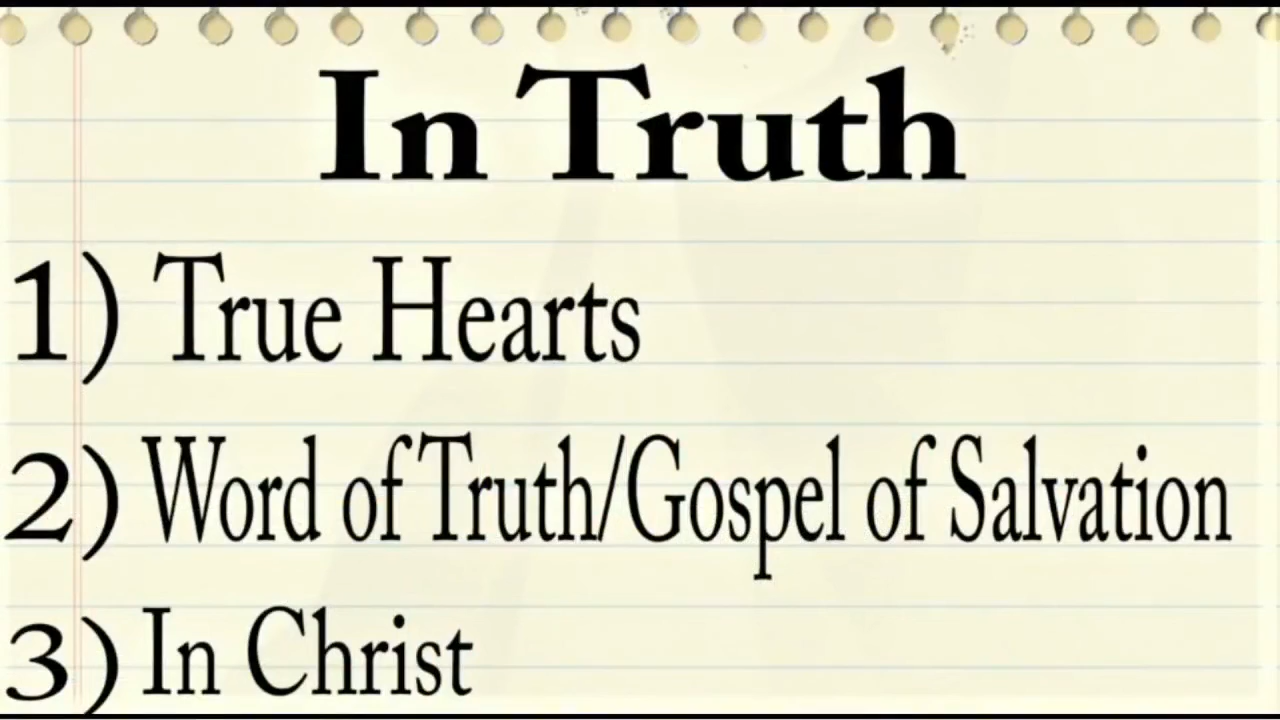 In Truth
1) True Hearts
2) Word of Truth/Gospel of Salvation
3) In Christ